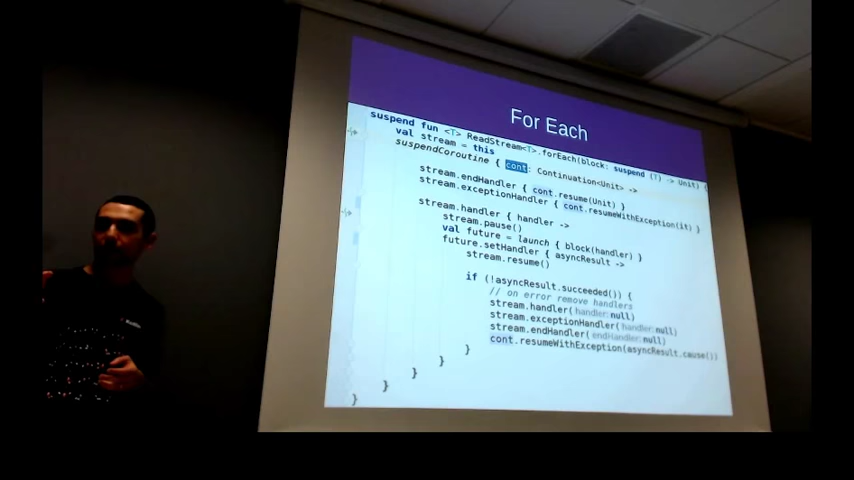 For Each
suspend fun <T> ReadStream<T>.forEach(block: suspend (T) -> Unit) {
val stream = this
suspendCoroutine { cont: Continuation<Unit> ->
stream.endHandler { cont.resume(Unit) }
stream.exceptionHandler { cont.resumeWithException(it) }
stream.handler { handler ->
stream.pause()
val future = launch { block(handler) }
future.setHandler { asyncResult ->
stream.resume()
if (!asyncResult.succeeded()) {
// on error remove handlers
stream.handler( handler: null)
stream.exceptionHandler( handler: null)
stream.endHandler( endHandler: null)
cont.resumeWithException(asyncResult.cause())
}
}
}
}
}